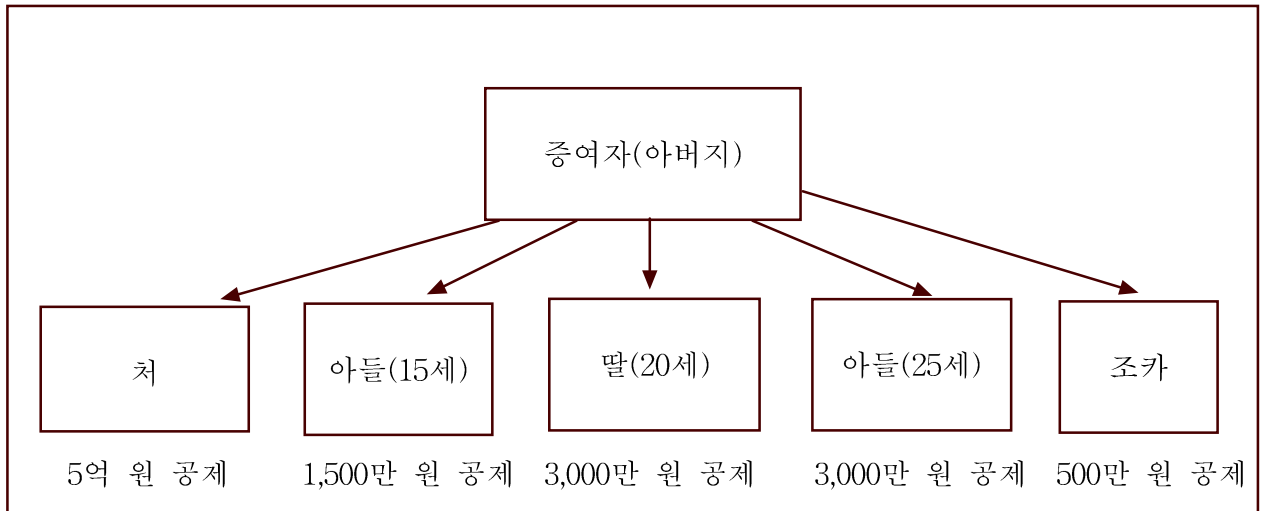 증여자(아버지)
처
아들(15세)
딸(20세)
아들(25세)
조카
5억 원 공제
1,500만 원 공제
3,000만 원 공제
3,000만 원 공제
500만 원 공제